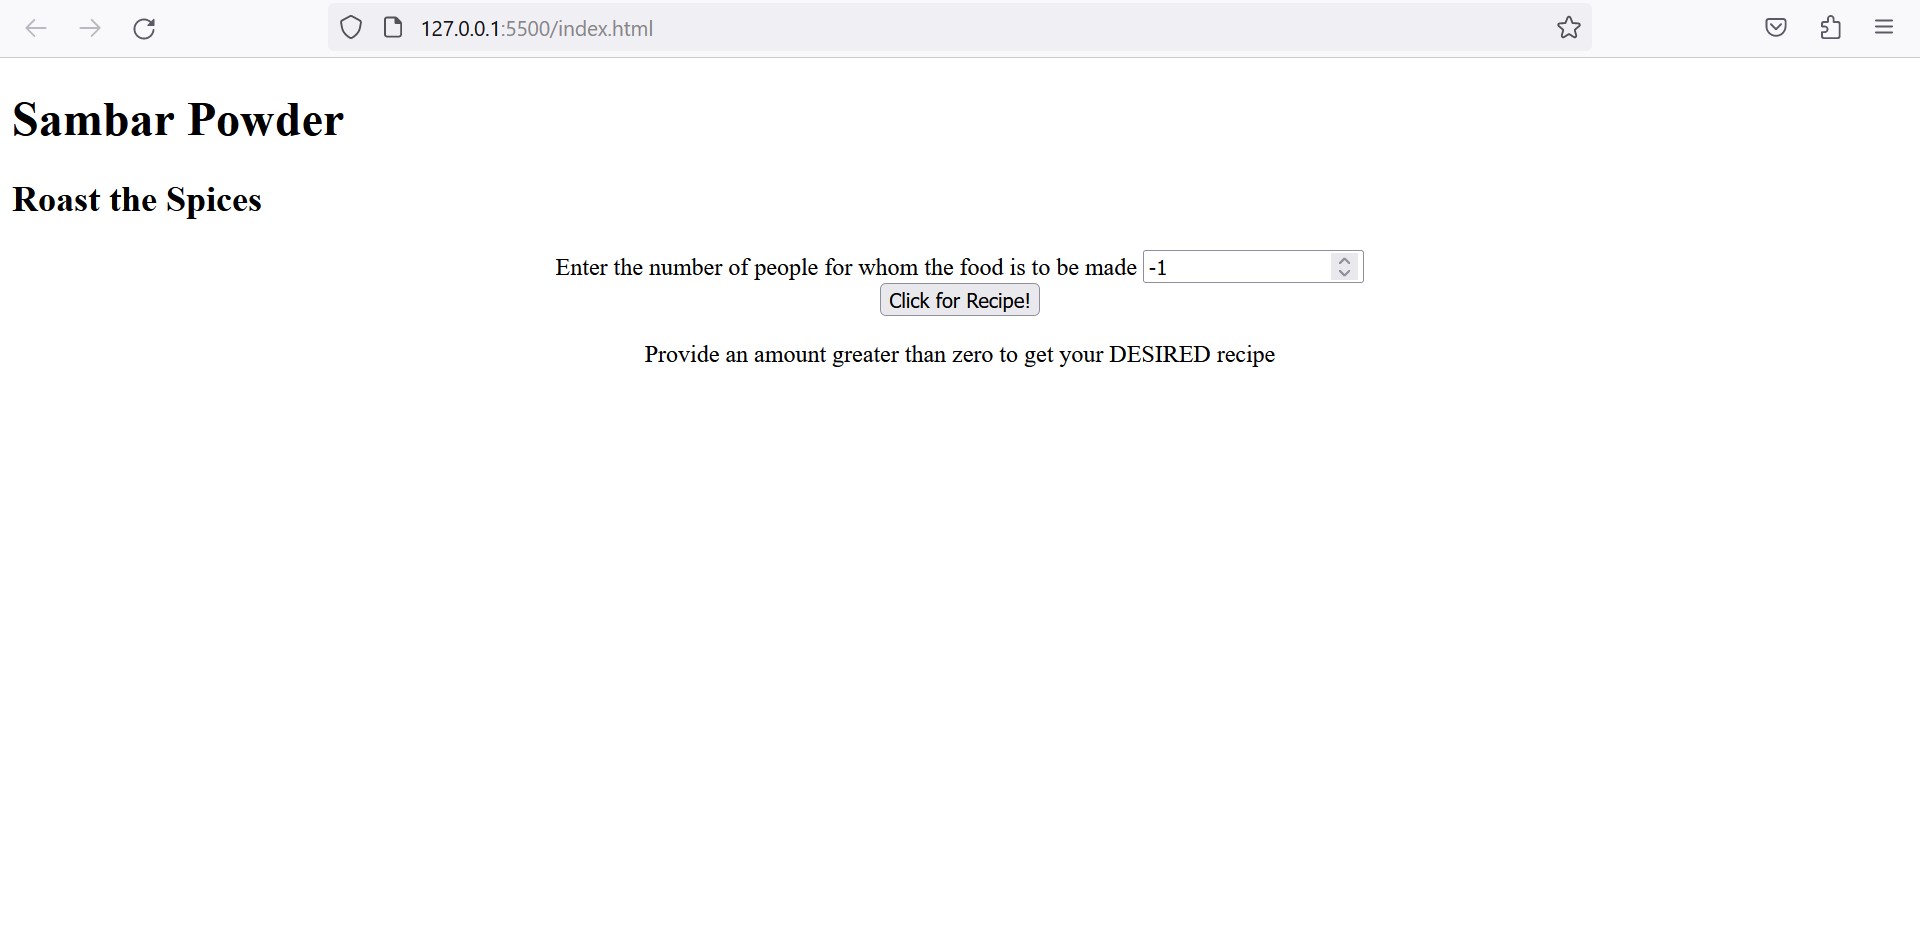 127.0.0.1:5500/index.html
Sambar Powder
Roast the Spices
Enter the number of people for whom the food is to be made -1
Click for Recipe!
Provide an amount greater than zero to get your DESIRED recipe